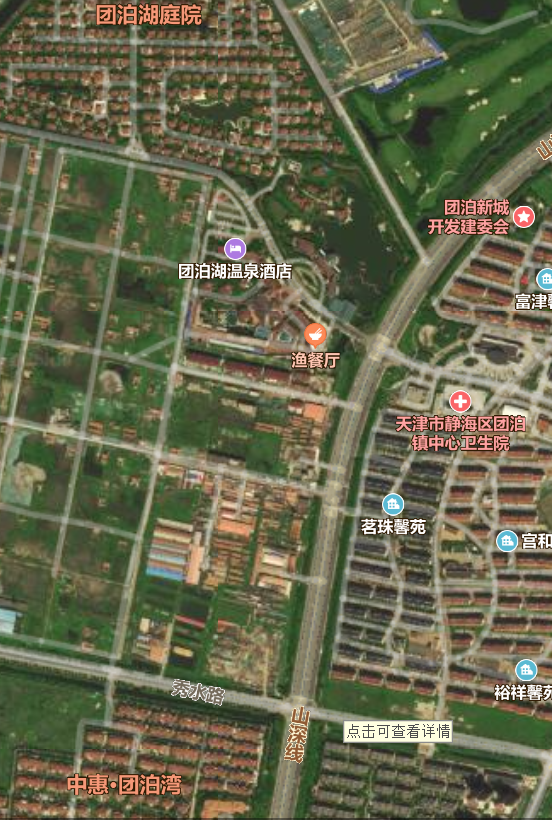 团泊湖庭院
山
团泊新城
开发建委会
团泊湖温泉酒店
富津馨
渔餐厅
天津市静海区团泊
镇中心卫生院
茗珠馨苑
宫和
裕祥馨苑
秀水路
山深线
点击可查看详情
中惠·团泊湾